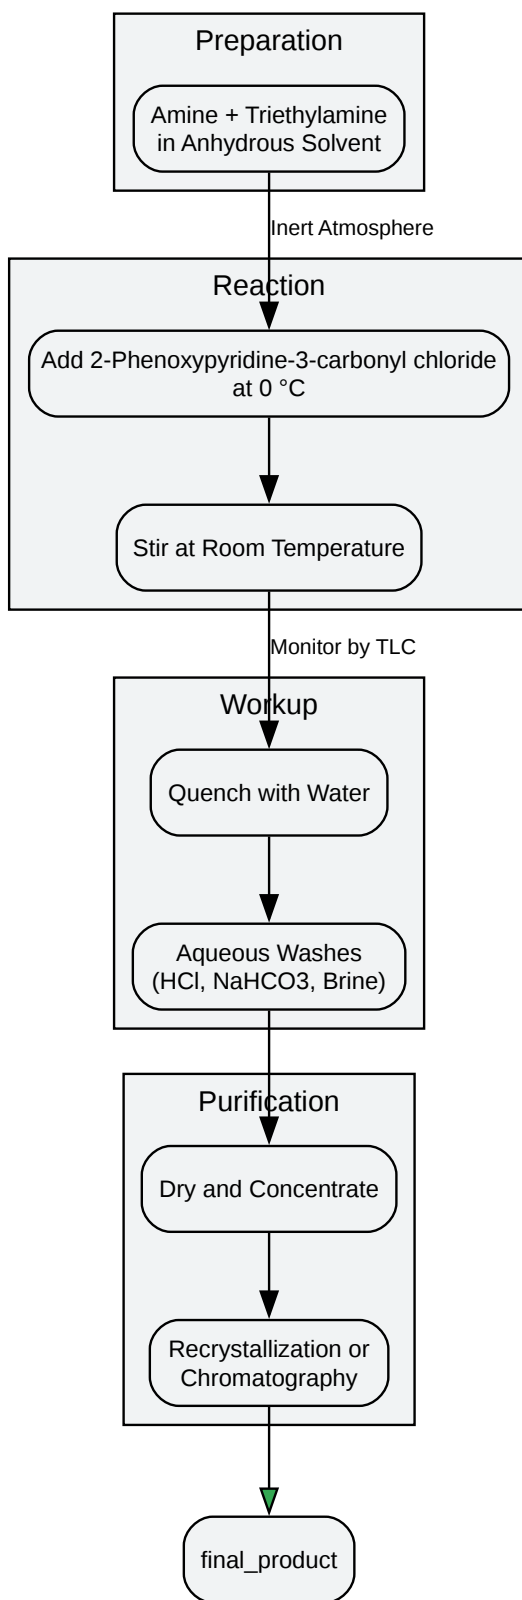 Preparation
Amine + Triethylamine
in Anhydrous Solvent
Inert Atmosphere
Reaction
Add 2-Phenoxypyridine-3-carbonyl chloride
at 0 °C
Stir at Room Temperature
Monitor by TLC
Workup
Quench with Water
Aqueous Washes
(HCl, NaHCO3, Brine)
Purification
Dry and Concentrate
Recrystallization or
Chromatography
final_product